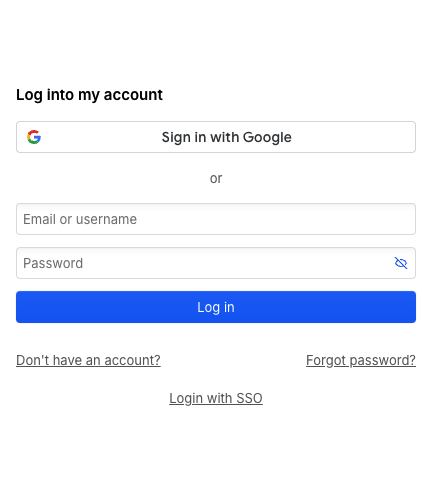 Log into my account
Sign in with Google
or
Email or username
Password
Log in
Don't have an account?
Forgot password?
Login with SSO